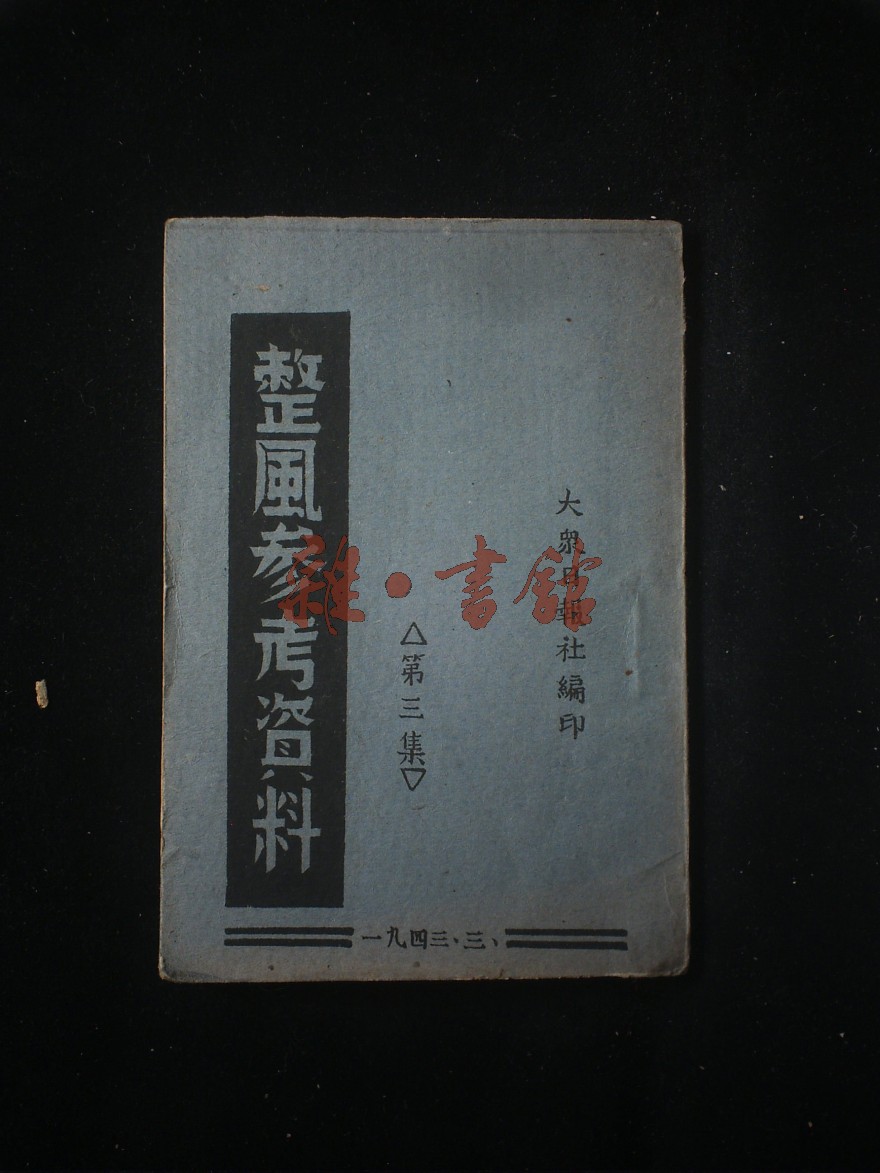 大眾日報社編印
△第三集▽
整風參考資料
一九四三、三、
雜·書館